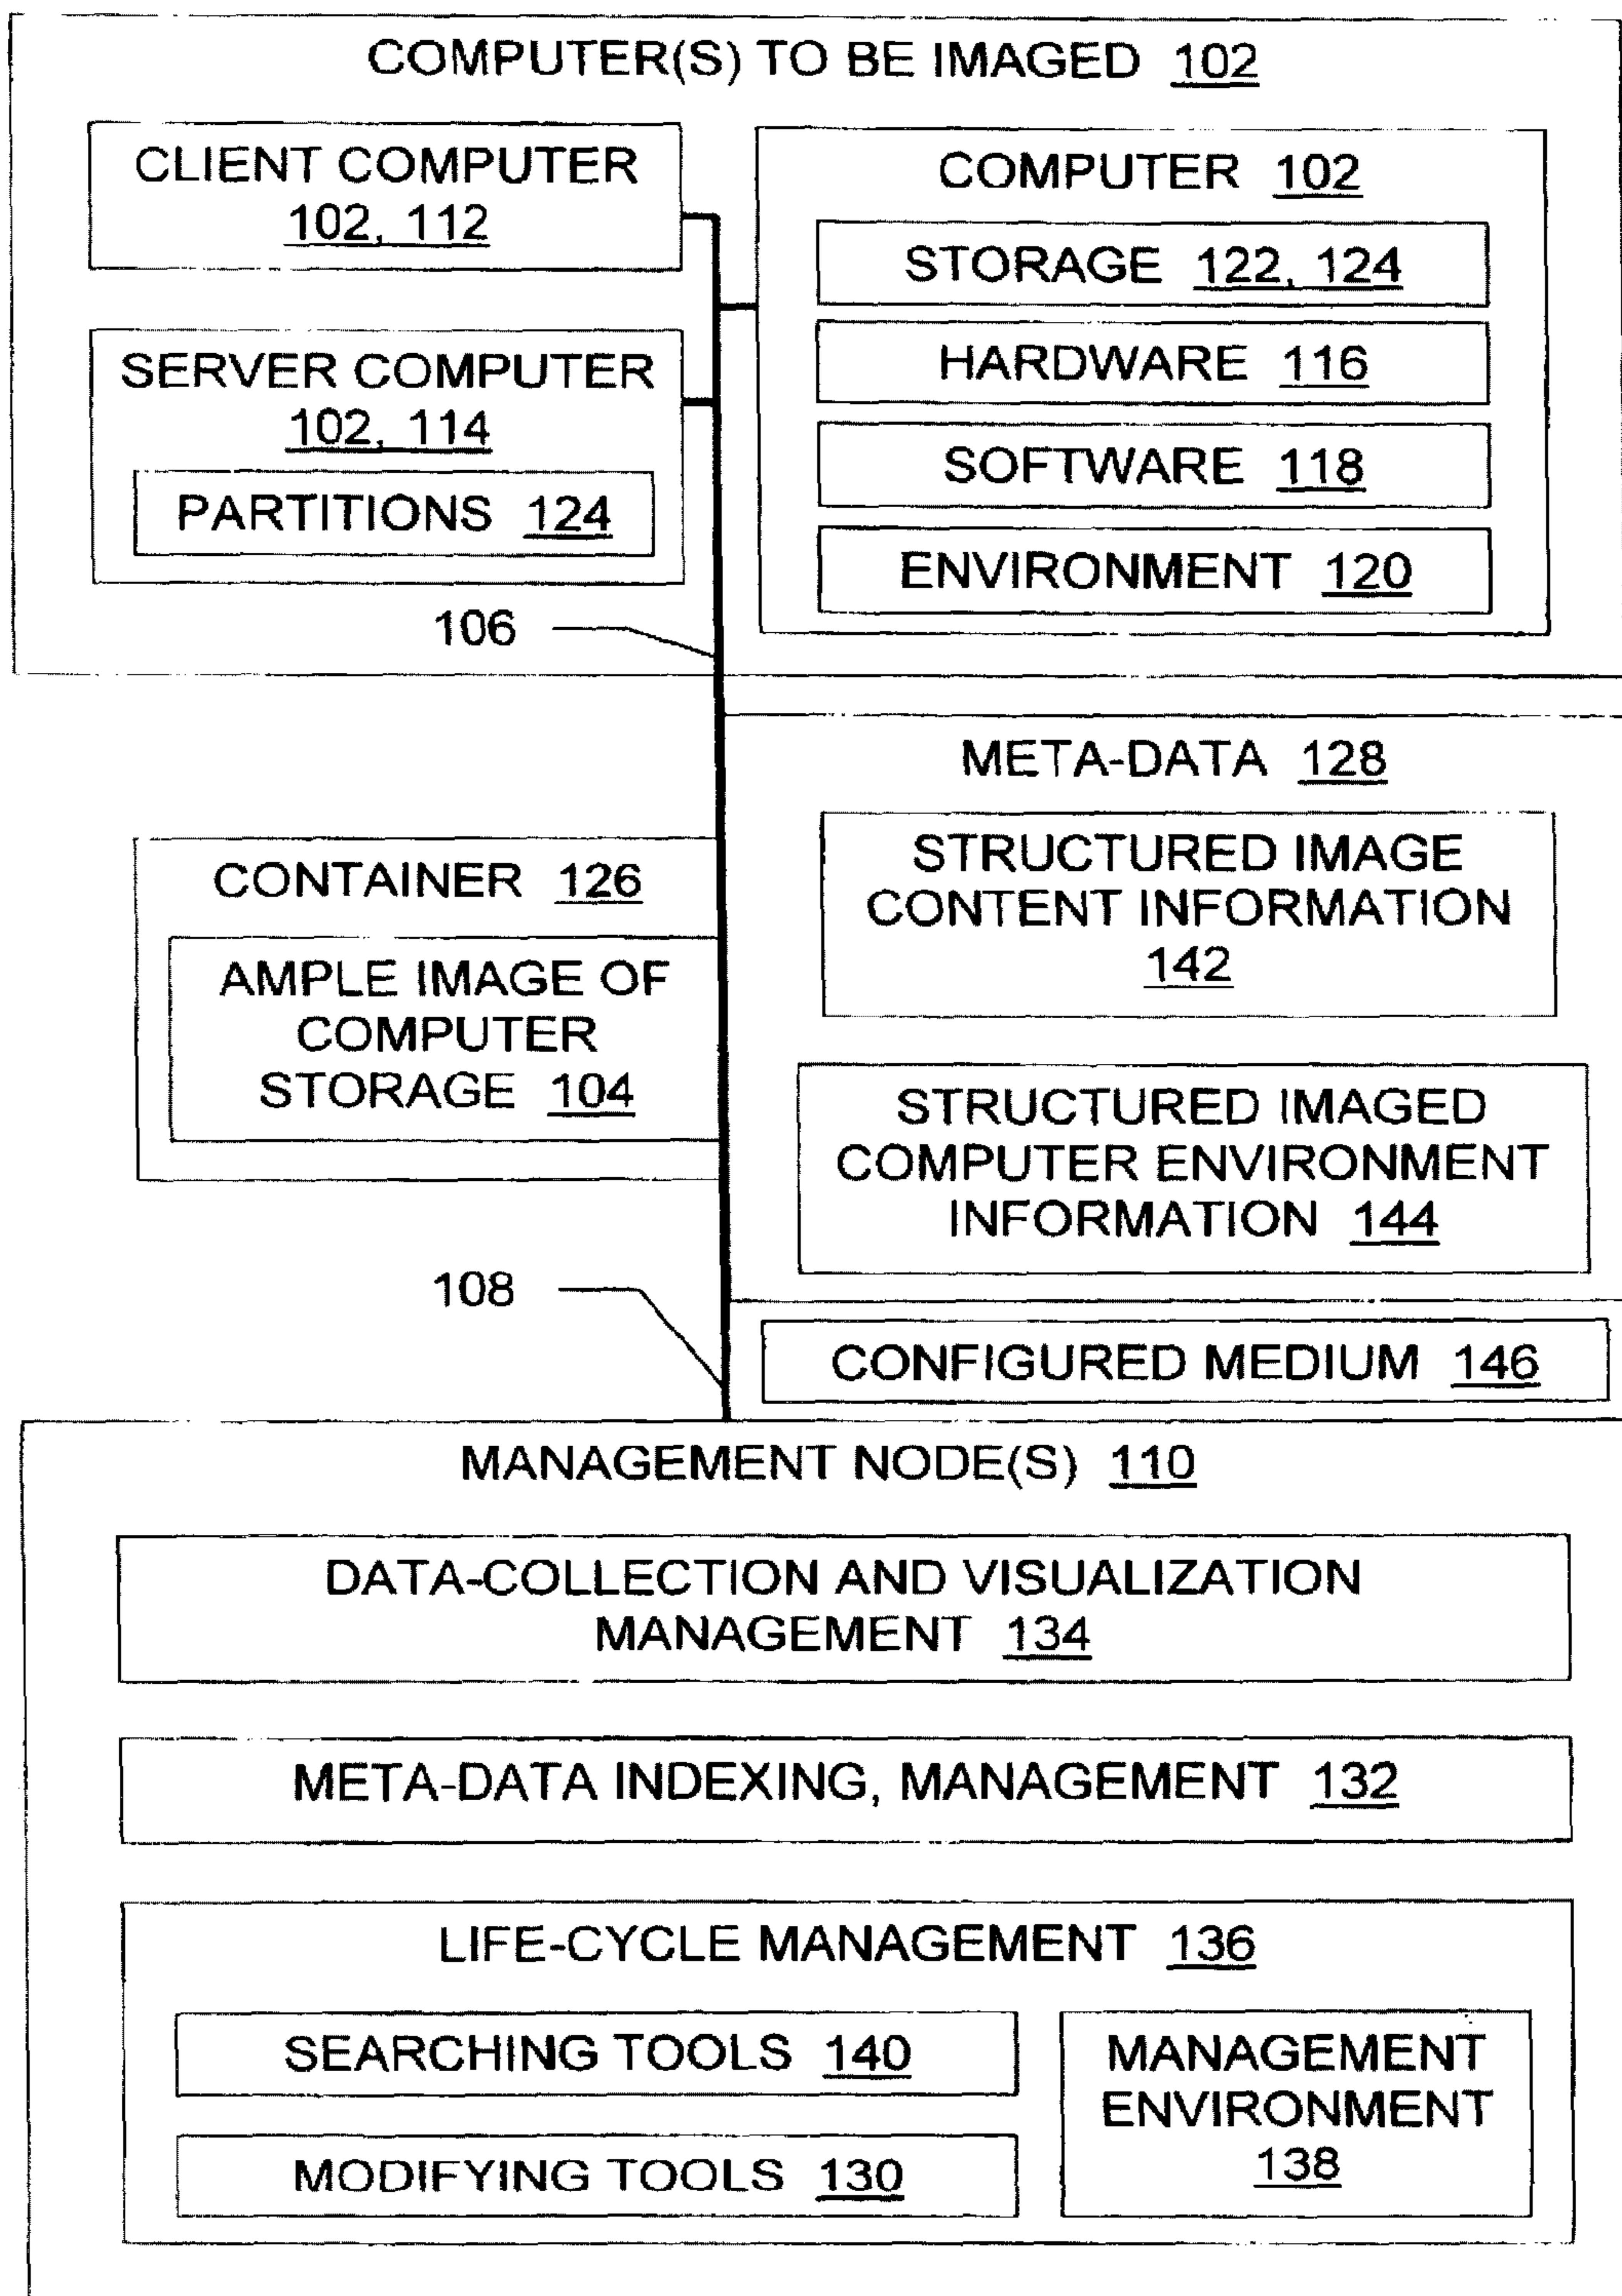 COMPUTER(S) TO BE IMAGED 102
CLIENT COMPUTER
102, 112
SERVER COMPUTER
102, 114
PARTITIONS 124
COMPUTER 102
STORAGE 122, 124
HARDWARE 116
SOFTWARE 118
ENVIRONMENT 120
106
META-DATA 128
STRUCTURED IMAGE
CONTENT INFORMATION
142
STRUCTURED IMAGED
COMPUTER ENVIRONMENT
INFORMATION 144
CONTAINER 126
AMPLE IMAGE OF
COMPUTER
STORAGE 104
108
CONFIGURED MEDIUM 146
MANAGEMENT NODE(S) 110
DATA-COLLECTION AND VISUALIZATION
MANAGEMENT 134
META-DATA INDEXING, MANAGEMENT 132
LIFE-CYCLE MANAGEMENT 136
SEARCHING TOOLS 140
MODIFYING TOOLS 130
MANAGEMENT
ENVIRONMENT
138